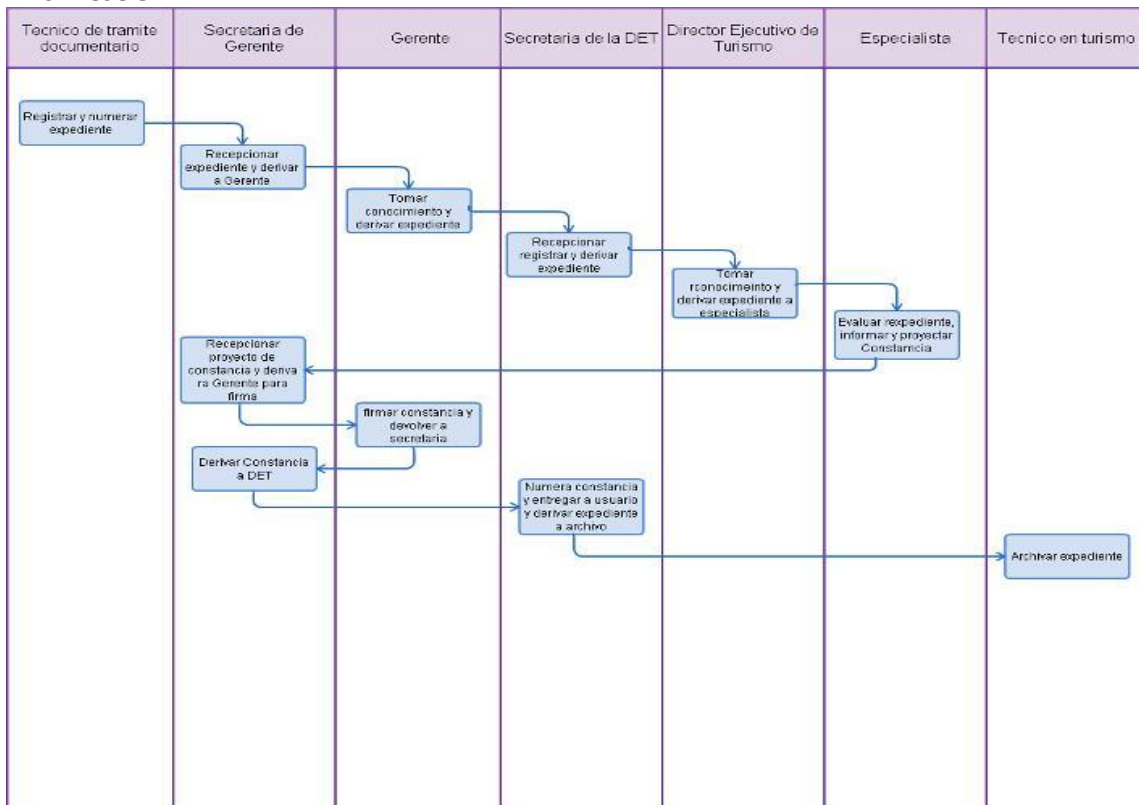 Tecnico de tramite
documentario
Secretaria de
Gerente
Gerente
Secretaria de la DET
Director Ejecutivo de
Turismo
Especialista
Tecnico en turismo
Registrar y numerar
expediente
Recepcionar
expediente y derivar
a Gerente
Tomar
conocimiento y
derivar expediente
Recepcionar
registrar y derivar
expediente
Tomar
rconocimeinto y
derivar expediente a
especialista
Evaluar rexpediente,
informar y proyectar
Constamcia
Recepcionar
proyecto de
constancia y deriva
ra Gerente para
firma
firmar constancia y
devolver a
secretaria
Derivar Constancia
a DET
Numera constancia
y entregar a usuario
y derivar expediente
a archivo
Archivar expediente